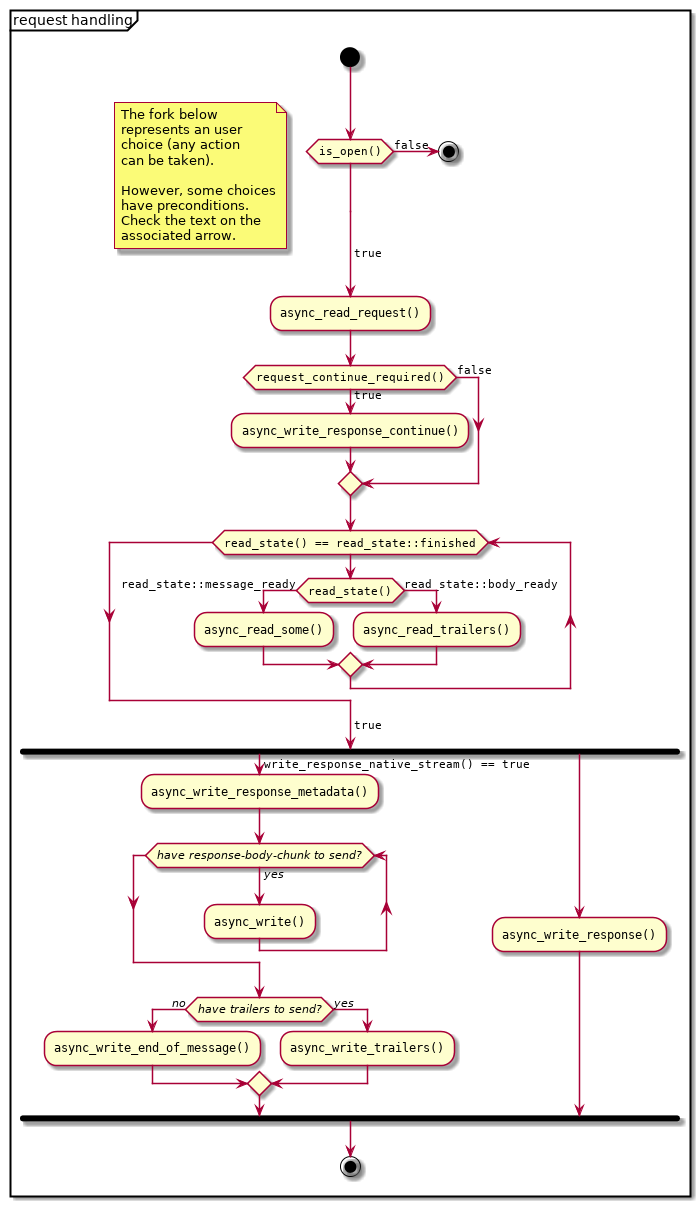 request handling
The fork below
represents an user
choice (any action
can be taken).
However, some choices
have preconditions.
Check the text on the
associated arrow.
is_open()
false
true
async_read_request()
request_continue_required()
false
true
async_write_response_continue()
read_state() == read_state::finished
read_state::message_ready
read_state()
read_state::body_ready
async_read_some()
async_read_trailers()
true
write_response_native_stream() == true
async_write_response_metadata()
have response-body-chunk to send?
yes
async_write()
async_write_response()
no
have trailers to send?
yes
async_write_end_of_message()
async_write_trailers()